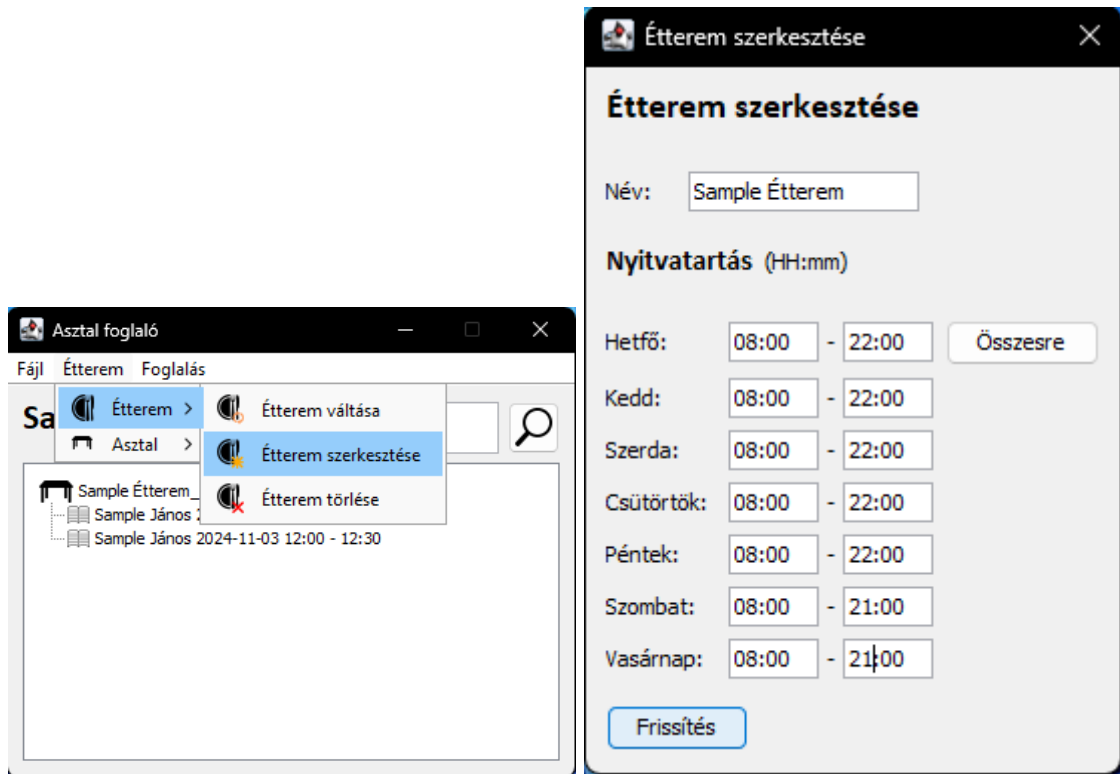 Asztal foglaló
Fájl Étterem Foglalás
Sa
Étterem >
Asztal >
Étterem váltása
Étterem szerkesztése
Étterem törlése
Sample Étterem_
Sample János 2
Sample János 2024-11-03 12:00 - 12:30
Étterem szerkesztése
Étterem szerkesztése
Név: Sample Étterem
Nyitvatartás (HH:mm)
Hetfő: 08:00 - 22:00 Összesre
Kedd: 08:00 - 22:00
Szerda: 08:00 - 22:00
Csütörtök: 08:00 - 22:00
Péntek: 08:00 - 22:00
Szombat: 08:00 - 21:00
Vasárnap: 08:00 - 21:00
Frissítés